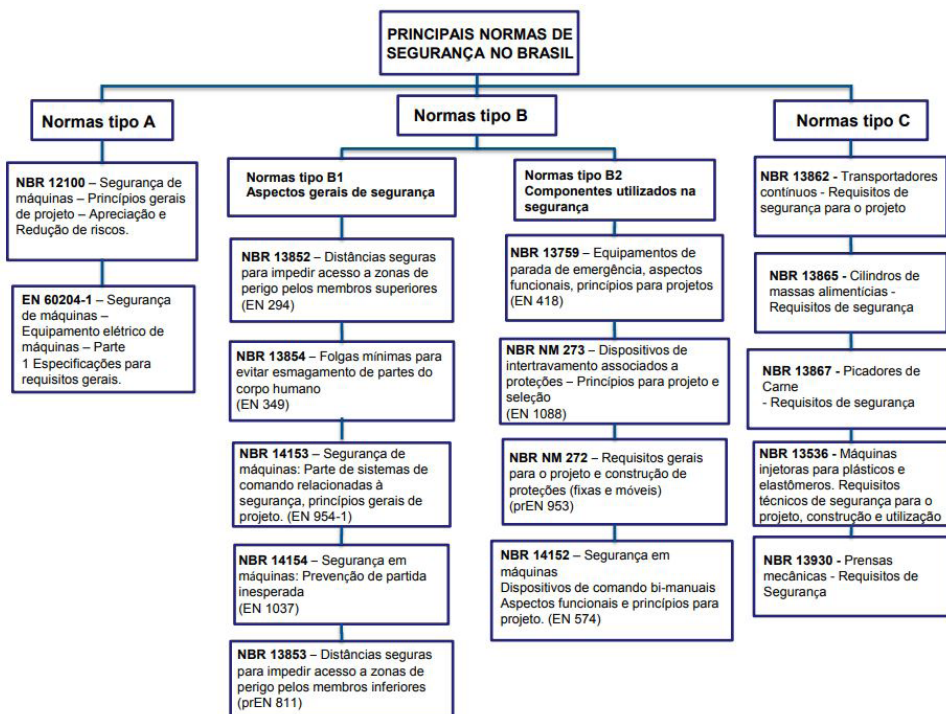 PRINCIPAIS NORMAS DE
SEGURANÇA NO BRASIL
Normas tipo A
NBR 12100 – Segurança de
máquinas – Princípios gerais
de projeto – Apreciação e
Redução de riscos.
EN 60204-1 – Segurança
de máquinas –
Equipamento elétrico de
máquinas – Parte
1 Especificações para
requisitos gerais.
Normas tipo B
Normas tipo B1
Aspectos gerais de segurança
NBR 13852 – Distâncias seguras
para impedir acesso a zonas de
perigo pelos membros superiores
(EN 294)
NBR 13854 – Folgas mínimas para
evitar esmagamento de partes do
corpo humano
(EN 349)
NBR 14153 – Segurança de
máquinas: Parte de sistemas de
comando relacionadas à
segurança, princípios gerais de
projeto. (EN 954-1)
NBR 14154 – Segurança em
máquinas: Prevenção de partida
inesperada
(EN 1037)
NBR 13853 – Distâncias seguras
para impedir acesso a zonas de
perigo pelos membros inferiores
(prEN 811)
Normas tipo B2
Componentes utilizados na
segurança
NBR 13759 – Equipamentos de
parada de emergência, aspectos
funcionais, princípios para projetos
(EN 418)
NBR NM 273 – Dispositivos de
intertravamento associados a
proteções – Princípios para projeto e
seleção
(EN 1088)
NBR NM 272 – Requisitos gerais
para o projeto e construção de
proteções (fixas e móveis)
(prEN 953)
NBR 14152 – Segurança em
máquinas
Dispositivos de comando bi-manuais
Aspectos funcionais e princípios para
projeto. (EN 574)
Normas tipo C
NBR 13862 - Transportadores
contínuos - Requisitos de
segurança para o projeto
NBR 13865 - Cilindros de
massas alimentícias -
Requisitos de segurança
NBR 13867 - Picadores de
Carne
- Requisitos de segurança
NBR 13536 - Máquinas
injetoras para plásticos e
elastômeros. Requisitos
técnicos de segurança para o
projeto, construção e utilização
NBR 13930 - Prensas
mecânicas - Requisitos de
Segurança